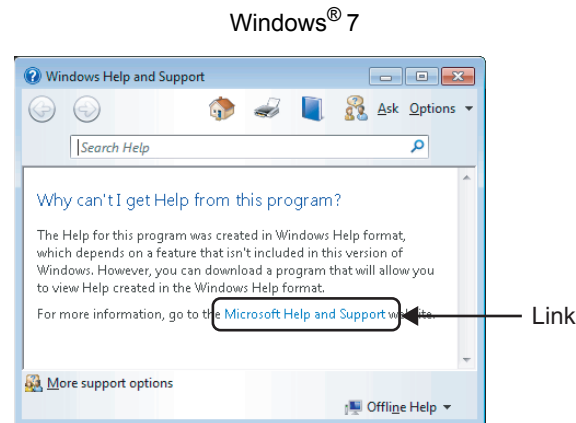 Windows® 7
Windows Help and Support
Ask Options
Search Help
Why can't I get Help from this program?
The Help for this program was created in Windows Help format,
which depends on a feature that isn't included in this version of
Windows. However, you can download a program that will allow you
to view Help created in the Windows Help format.
For more information, go to the Microsoft Help and Support website.
Link
More support options
Offline Help